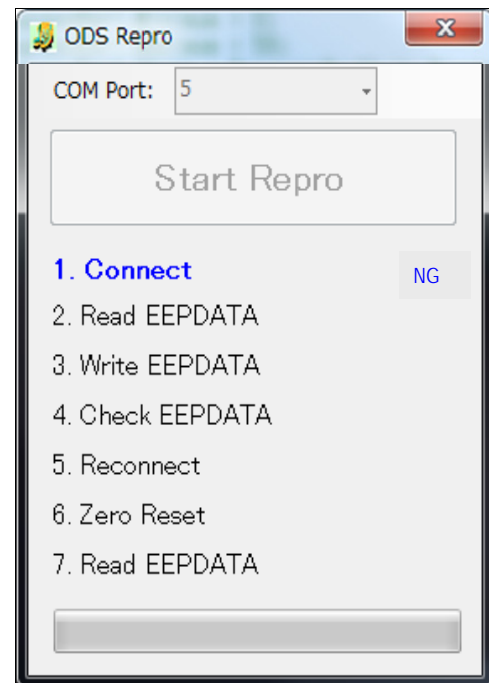 ODS Repro
COM Port: 5
Start Repro
1. Connect NG
2. Read EEPDATA
3. Write EEPDATA
4. Check EEPDATA
5. Reconnect
6. Zero Reset
7. Read EEPDATA